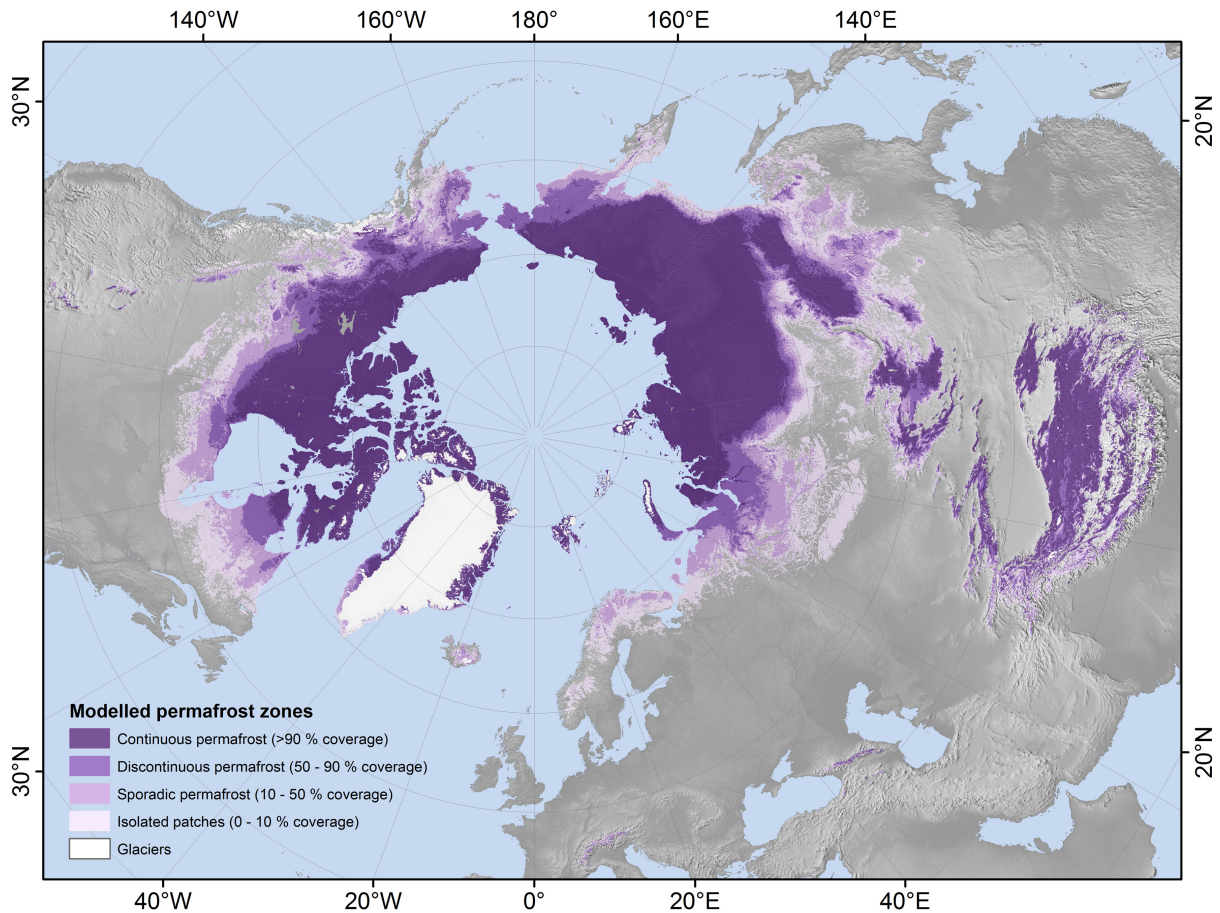 140°W 160°W 180° 160°E 140°E
30°N
20°N
Modelled permafrost zones
Continuous permafrost (>90 % coverage)
Discontinuous permafrost (50 - 90 % coverage)
Sporadic permafrost (10 - 50 % coverage)
Isolated patches (0 - 10 % coverage)
Glaciers
30°N
20°N
40°W 20°W 0° 20°E 40°E